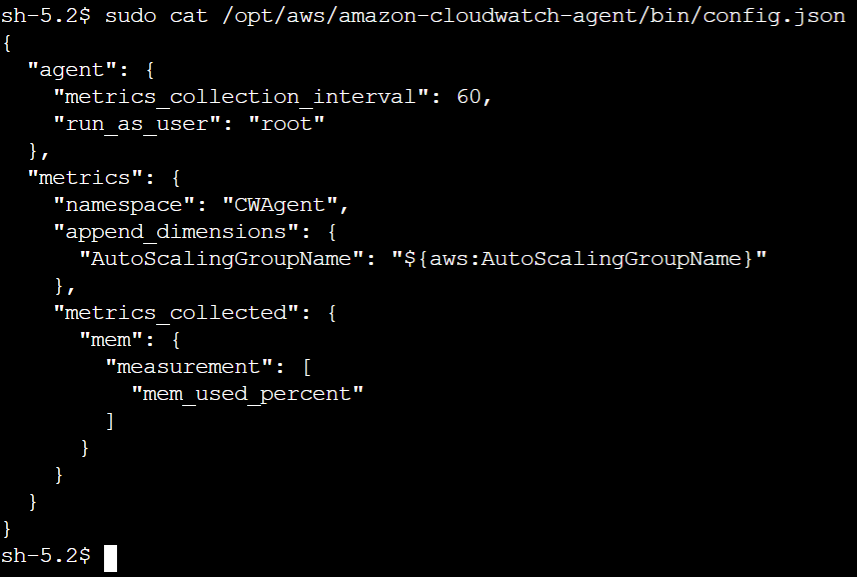 sh-5.2$ sudo cat /opt/aws/amazon-cloudwatch-agent/bin/config.json
{
  "agent": {
    "metrics_collection_interval": 60,
    "run_as_user": "root"
  },
  "metrics": {
    "namespace": "CWAgent",
    "append_dimensions": {
      "AutoScalingGroupName": "${aws:AutoScalingGroupName}"
    },
    "metrics_collected": {
      "mem": {
        "measurement": [
          "mem_used_percent"
        ]
      }
    }
  }
}
sh-5.2$